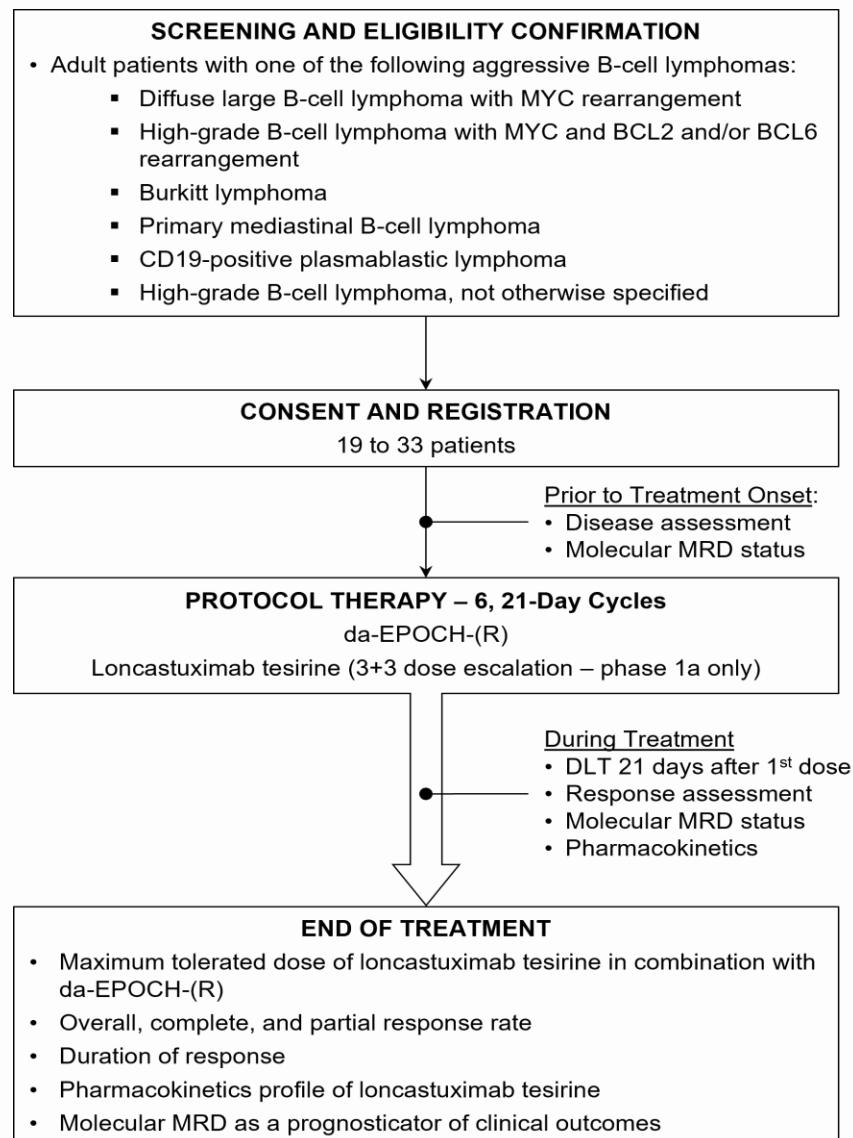 SCREENING AND ELIGIBILITY CONFIRMATION
• Adult patients with one of the following aggressive B-cell lymphomas:
▪ Diffuse large B-cell lymphoma with MYC rearrangement
▪ High-grade B-cell lymphoma with MYC and BCL2 and/or BCL6
rearrangement
▪ Burkitt lymphoma
▪ Primary mediastinal B-cell lymphoma
▪ CD19-positive plasmablastic lymphoma
▪ High-grade B-cell lymphoma, not otherwise specified
CONSENT AND REGISTRATION
19 to 33 patients
Prior to Treatment Onset:
• Disease assessment
• Molecular MRD status
PROTOCOL THERAPY – 6, 21-Day Cycles
da-EPOCH-(R)
Loncastuximab tesirine (3+3 dose escalation – phase 1a only)
During Treatment
• DLT 21 days after 1st dose
• Response assessment
• Molecular MRD status
• Pharmacokinetics
END OF TREATMENT
• Maximum tolerated dose of loncastuximab tesirine in combination with
da-EPOCH-(R)
• Overall, complete, and partial response rate
• Duration of response
• Pharmacokinetics profile of loncastuximab tesirine
• Molecular MRD as a prognosticator of clinical outcomes